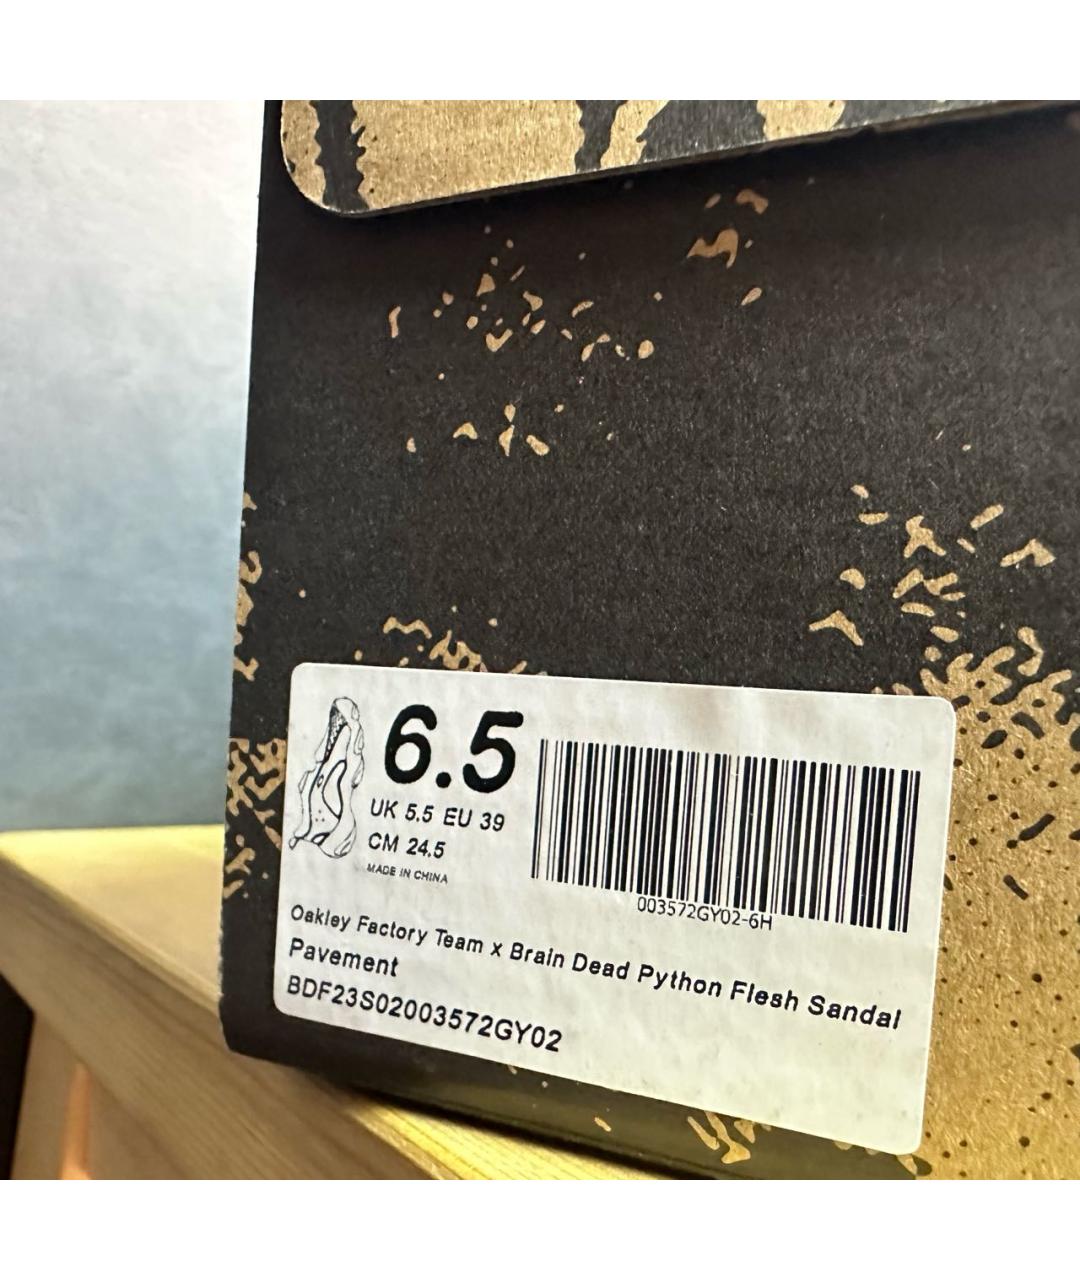 6.5
UK 5.5 EU 39
CM 24.5
MADE IN CHINA
003572GY02-6H
Oakley Factory Team x Brain Dead Python Flesh Sandal
Pavement
BDF23S02003572GY02